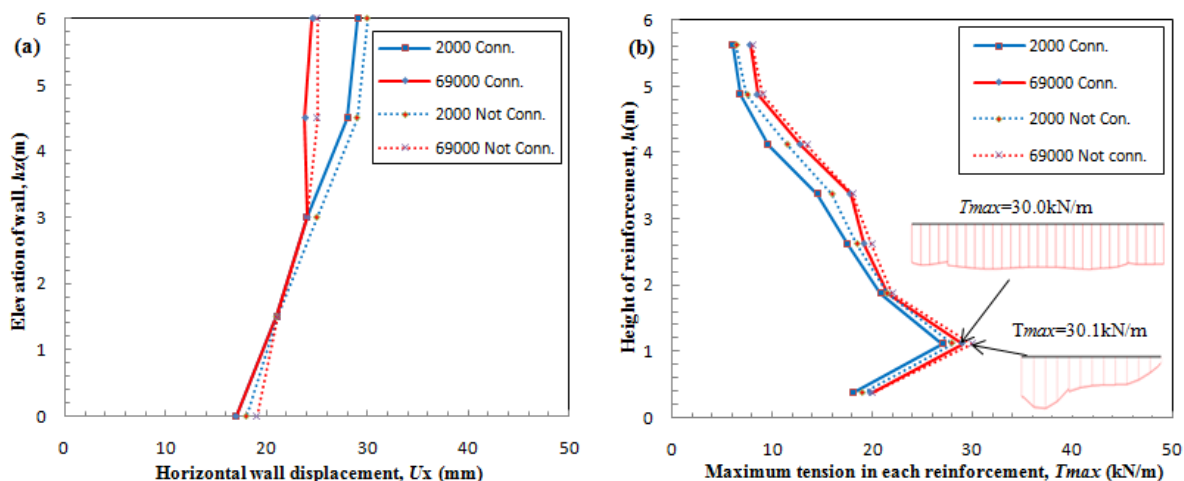 (a)
6
5
4
3
2
1
0
Elevation of wall, hz(m)
2000 Conn.
69000 Conn.
2000 Not Conn.
69000 Not Conn.
0 10 20 30 40 50
Horizontal wall displacement, Ux (mm)
(b)
6
5
4
3
2
1
0
Height of reinforcement, h(m)
2000 Conn.
69000 Conn.
2000 Not Conn.
69000 Not conn.
Tmax=30.0kN/m
Tmax=30.1kN/m
0 10 20 30 40 50
Maximum tension in each reinforcement, Tmax (kN/m)